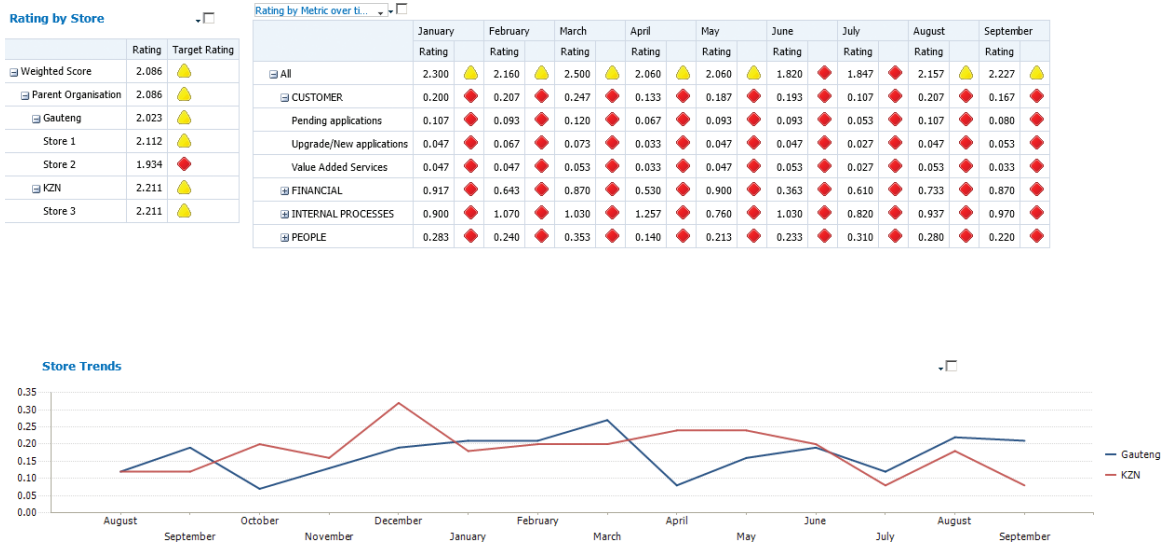 Rating by Store
Rating Target Rating
Weighted Score 2.086
Parent Organisation 2.086
Gauteng 2.023
Store 1 2.112
Store 2 1.934
KZN 2.211
Store 3 2.211
Rating by Metric over ti...
January February March April May June July August September
Rating Rating Rating Rating Rating Rating Rating Rating Rating
All 2.300 2.160 2.500 2.060 2.060 1.820 1.847 2.157 2.227
CUSTOMER 0.200 0.207 0.247 0.133 0.187 0.193 0.107 0.207 0.167
Pending applications 0.107 0.093 0.120 0.067 0.093 0.093 0.053 0.107 0.080
Upgrade/New applications 0.047 0.067 0.073 0.033 0.047 0.047 0.027 0.047 0.053
Value Added Services 0.047 0.047 0.053 0.033 0.047 0.053 0.027 0.053 0.033
FINANCIAL 0.917 0.643 0.870 0.530 0.900 0.363 0.610 0.733 0.870
INTERNAL PROCESSES 0.900 1.070 1.030 1.257 0.760 1.030 0.820 0.937 0.970
PEOPLE 0.283 0.240 0.353 0.140 0.213 0.233 0.310 0.280 0.220
Store Trends
0.35
0.30
0.25
0.20
0.15
0.10
0.05
0.00
August October December February April June August
September November January March May July September
Gauteng
KZN